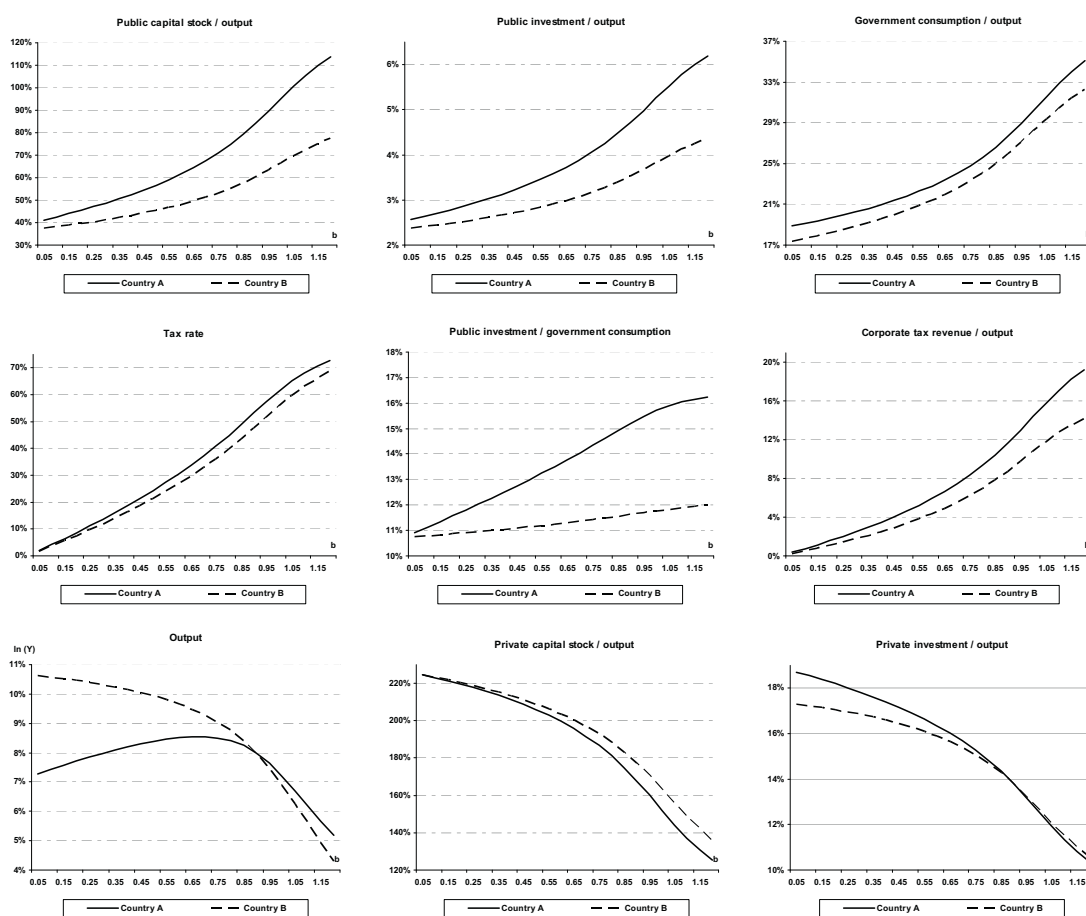 Public capital stock / output
120%
110%
100%
90%
80%
70%
60%
50%
40%
30%
b
0.05 0.15 0.25 0.35 0.45 0.55 0.65 0.75 0.85 0.95 1.05 1.15
Country A Country B
Public investment / output
6%
5%
4%
3%
2%
b
0.05 0.15 0.25 0.35 0.45 0.55 0.65 0.75 0.85 0.95 1.05 1.15
Country A Country B
Government consumption / output
37%
33%
29%
25%
21%
17%
0.05 0.15 0.25 0.35 0.45 0.55 0.65 0.75 0.85 0.95 1.05 1.15
Country A Country B
Tax rate
70%
60%
50%
40%
30%
20%
10%
0%
b
0.05 0.15 0.25 0.35 0.45 0.55 0.65 0.75 0.85 0.95 1.05 1.15
Country A Country B
Public investment / government consumption
18%
17%
16%
15%
14%
13%
12%
11%
10%
b
0.05 0.15 0.25 0.35 0.45 0.55 0.65 0.75 0.85 0.95 1.05 1.15
Country A Country B
Corporate tax revenue / output
20%
16%
12%
8%
4%
0%
0.05 0.15 0.25 0.35 0.45 0.55 0.65 0.75 0.85 0.95 1.05 1.15
Country A Country B
Output
ln (Y)
11%
10%
9%
8%
7%
6%
5%
4%
b
0.05 0.15 0.25 0.35 0.45 0.55 0.65 0.75 0.85 0.95 1.05 1.15
Country A Country B
Private capital stock / output
220%
200%
180%
160%
140%
120%
b
0.05 0.15 0.25 0.35 0.45 0.55 0.65 0.75 0.85 0.95 1.05 1.15
Country A Country B
Private investment / output
18%
16%
14%
12%
10%
0.05 0.15 0.25 0.35 0.45 0.55 0.65 0.75 0.85 0.95 1.05 1.15
Country A Country B